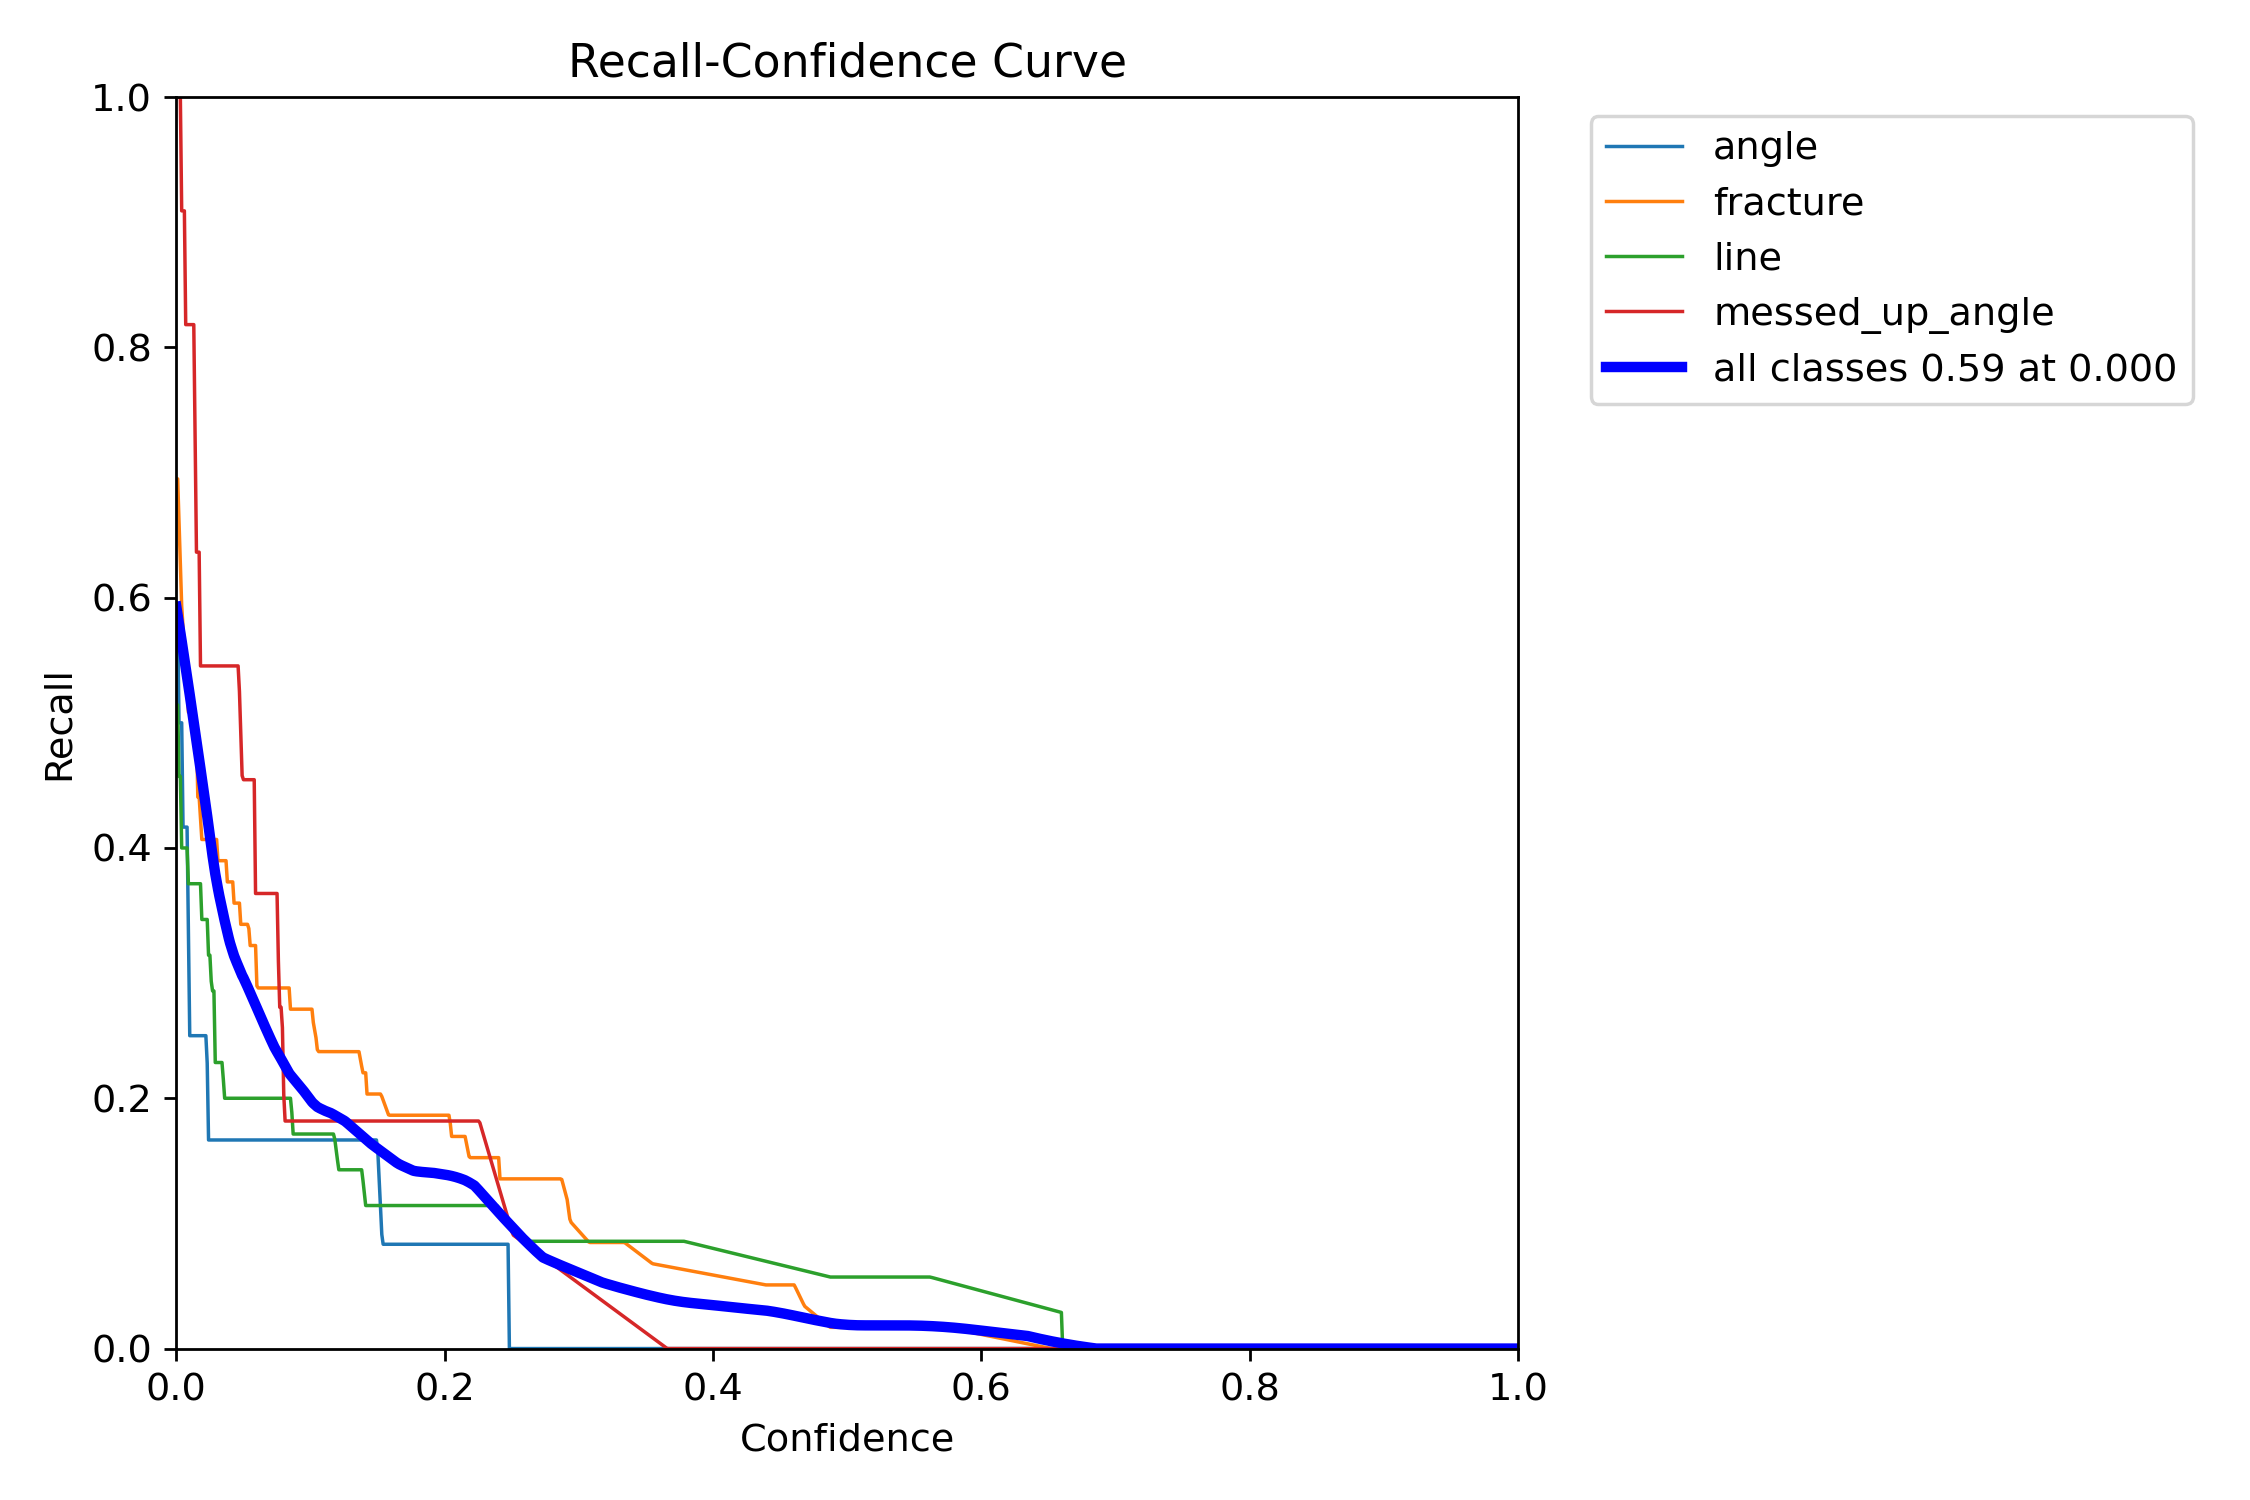 Recall-Confidence Curve
1.0
0.8
0.6
0.4
0.2
0.0
Recall
0.0 0.2 0.4 0.6 0.8 1.0
Confidence
angle
fracture
line
messed_up_angle
all classes 0.59 at 0.000